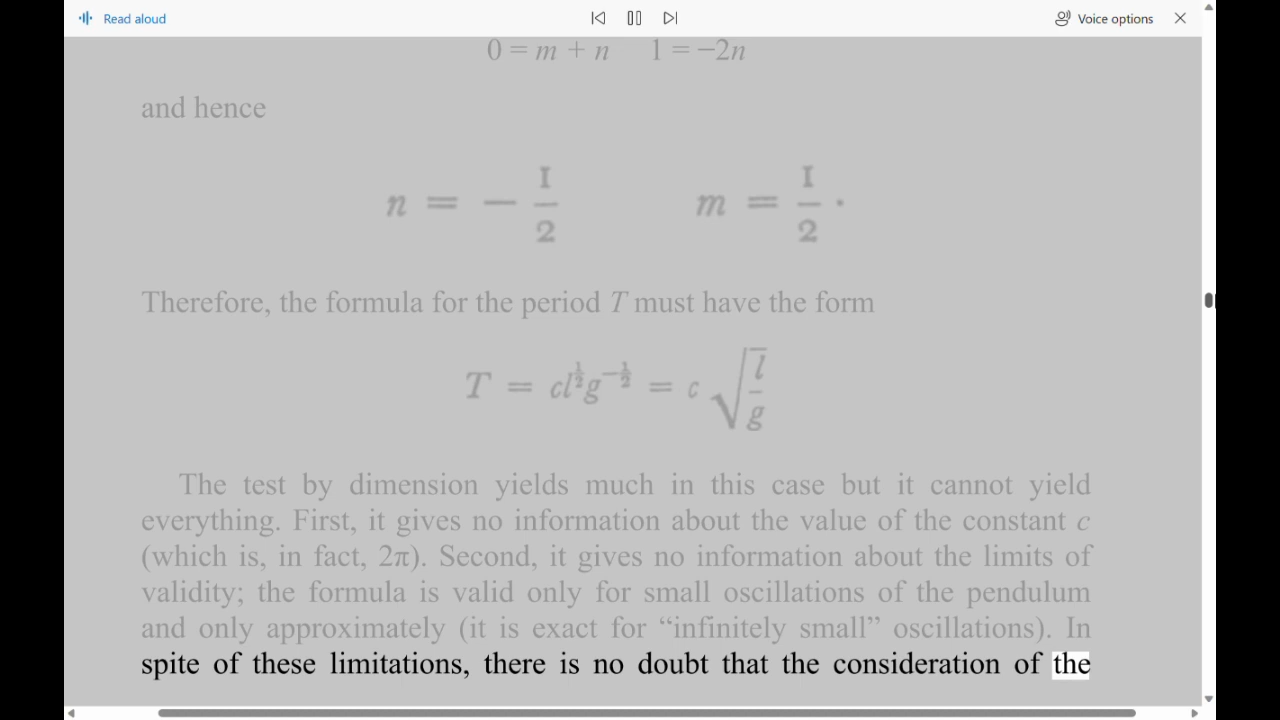 Read aloud
Voice options
0 = m + n 1 = −2n
and hence
n = − 1/2 m = 1/2 .
Therefore, the formula for the period T must have the form
T = cl^½ g^−½ = c √(l/g)
The test by dimension yields much in this case but it cannot yield
everything. First, it gives no information about the value of the constant c
(which is, in fact, 2π). Second, it gives no information about the limits of
validity; the formula is valid only for small oscillations of the pendulum
and only approximately (it is exact for “infinitely small” oscillations). In
spite of these limitations, there is no doubt that the consideration of the